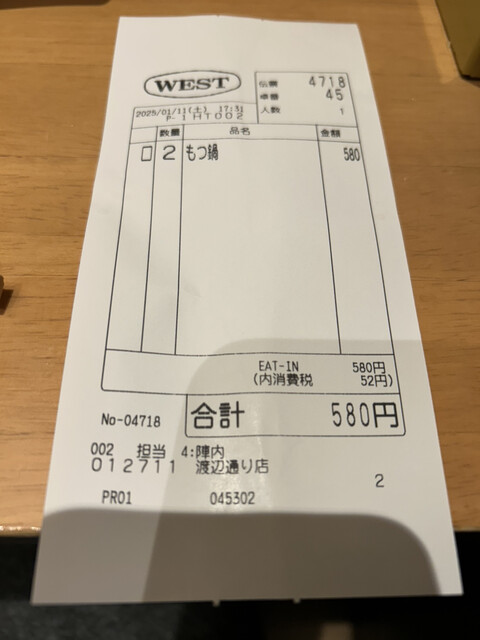 WEST
伝票 4718
卓番 45
人数 1
2025/01/11(土) 17:31
P- 1 HT002
数量 品名 金額
□ 2 もつ鍋 580
EAT-IN 580円
(内消費税 52円)
No-04718 合計 580円
002 担当 4:陣内
012711 渡辺通り店
2
PR01 045302